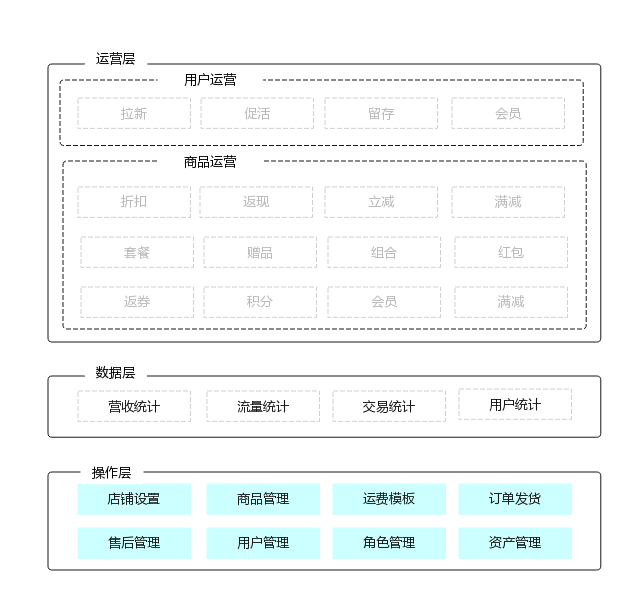 运营层
用户运营
拉新 促活 留存 会员
商品运营
折扣 返现 立减 满减
套餐 赠品 组合 红包
返券 积分 会员 满减
数据层
营收统计 流量统计 交易统计 用户统计
操作层
店铺设置 商品管理 运费模板 订单发货
售后管理 用户管理 角色管理 资产管理